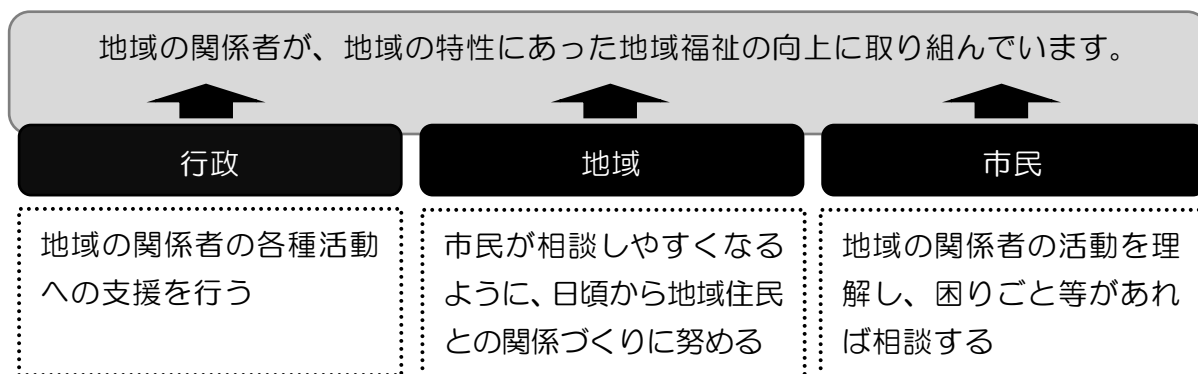 地域の関係者が、地域の特性にあった地域福祉の向上に取り組んでいます。
行政
地域の関係者の各種活動
への支援を行う
地域
市民が相談しやすくなる
ように、日頃から地域住民
との関係づくりに努める
市民
地域の関係者の活動を理
解し、困りごと等があれ
ば相談する